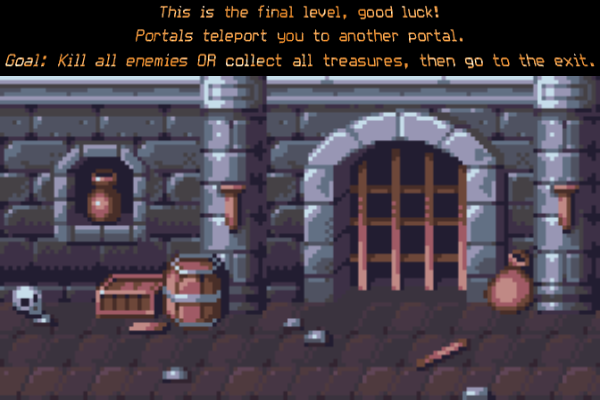 This is the final level, good luck!
Portals teleport you to another portal.
Goal: Kill all enemies OR collect all treasures, then go to the exit.